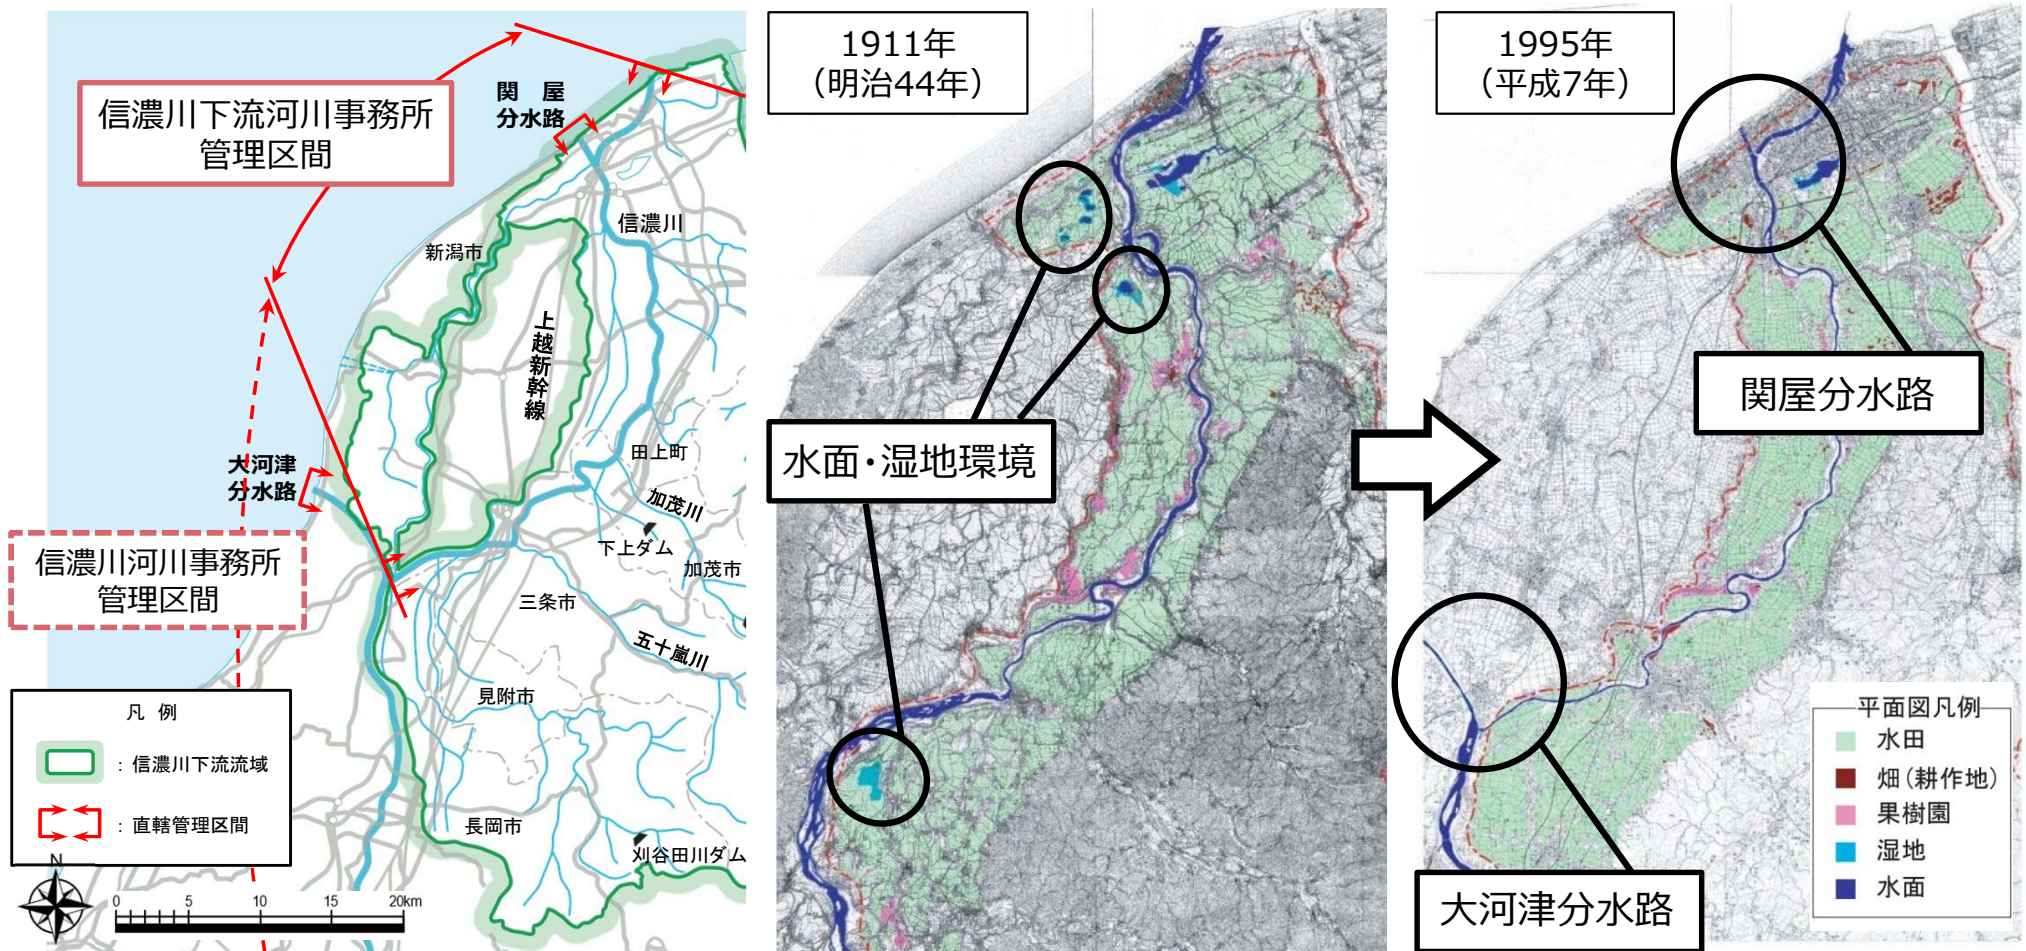 信濃川下流河川事務所
管理区間
関　屋
分水路
信濃川
新潟市
上越新幹線
大河津
分水路
田上町
加茂川
下上ダム
加茂市
信濃川河川事務所
管理区間
三条市
五十嵐川
見附市
長岡市
刈谷田川ダム
凡 例
：信濃川下流流域
：直轄管理区間
N
0 5 10 15 20km
1911年
（明治44年）
水面・湿地環境
1995年
（平成7年）
関屋分水路
大河津分水路
平面図凡例
水田
畑（耕作地）
果樹園
湿地
水面